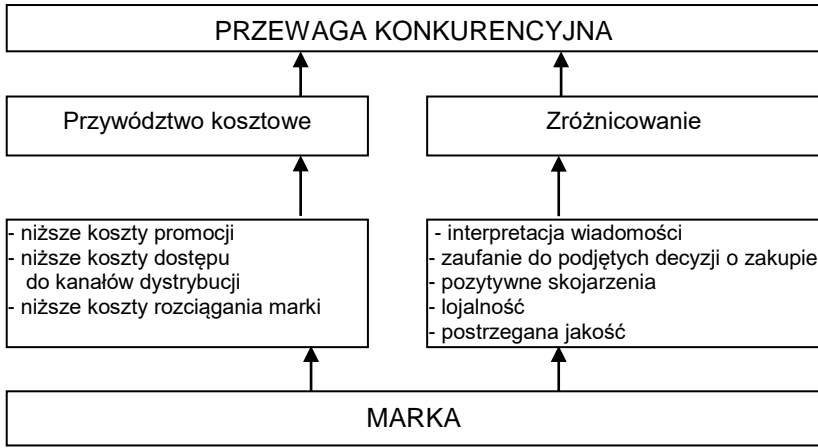 PRZEWAGA KONKURENCYJNA
Przywództwo kosztowe
Zróżnicowanie
- niższe koszty promocji
- niższe koszty dostępu
do kanałów dystrybucji
- niższe koszty rozciągania marki
- interpretacja wiadomości
- zaufanie do podjętych decyzji o zakupie
- pozytywne skojarzenia
- lojalność
- postrzegana jakość
MARKA